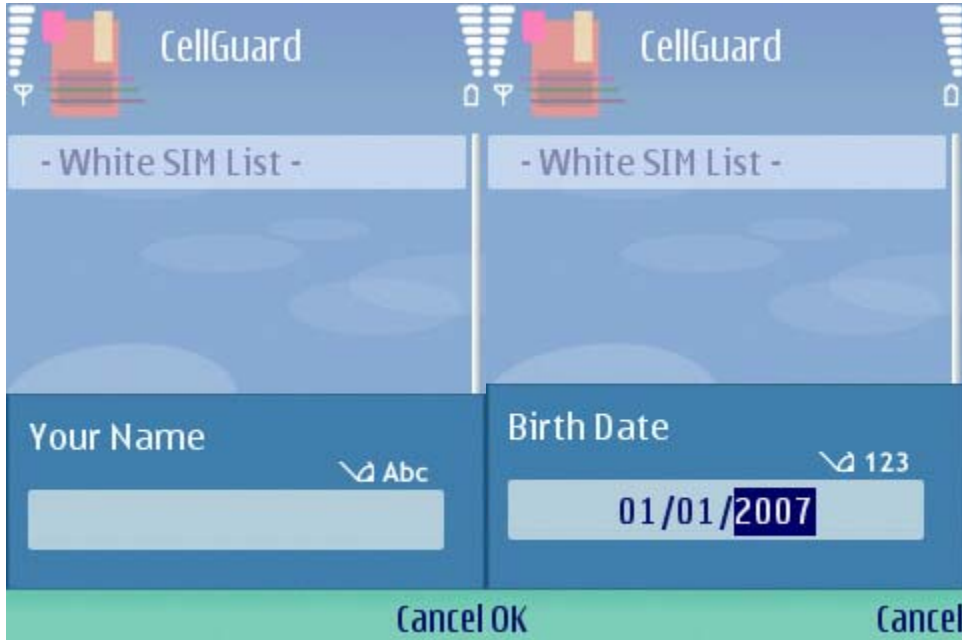 CellGuard
- White SIM List -
Your Name
Abc
Cancel
CellGuard
- White SIM List -
Birth Date
123
01/01/2007
OK Cancel